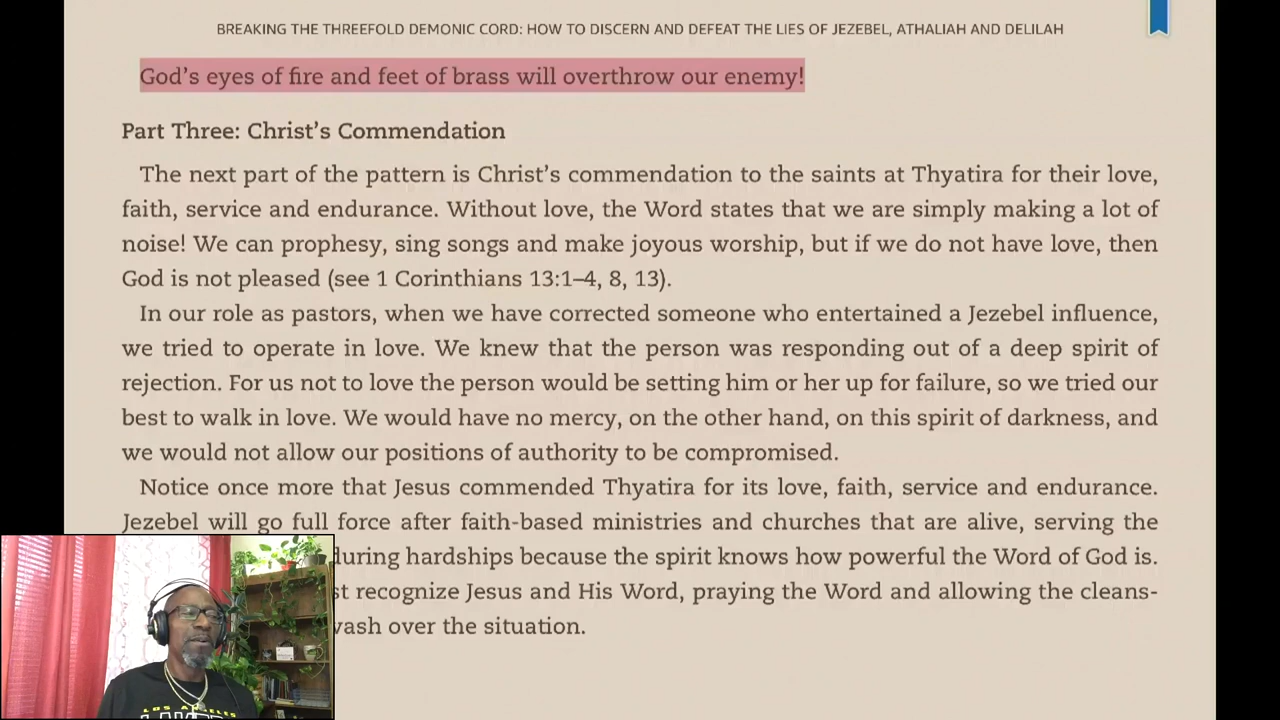 BREAKING THE THREEFOLD DEMONIC CORD: HOW TO DISCERN AND DEFEAT THE LIES OF JEZEBEL, ATHALIAH AND DELILAH
God's eyes of fire and feet of brass will overthrow our enemy!
Part Three: Christ's Commendation
The next part of the pattern is Christ's commendation to the saints at Thyatira for their love,
faith, service and endurance. Without love, the Word states that we are simply making a lot of
noise! We can prophesy, sing songs and make joyous worship, but if we do not have love, then
God is not pleased (see 1 Corinthians 13:1–4, 8, 13).
In our role as pastors, when we have corrected someone who entertained a Jezebel influence,
we tried to operate in love. We knew that the person was responding out of a deep spirit of
rejection. For us not to love the person would be setting him or her up for failure, so we tried our
best to walk in love. We would have no mercy, on the other hand, on this spirit of darkness, and
we would not allow our positions of authority to be compromised.
Notice once more that Jesus commended Thyatira for its love, faith, service and endurance.
Jezebel will go full force after faith-based ministries and churches that are alive, serving the
during hardships because the spirit knows how powerful the Word of God is.
st recognize Jesus and His Word, praying the Word and allowing the cleans-
wash over the situation.
LOS ANGELES